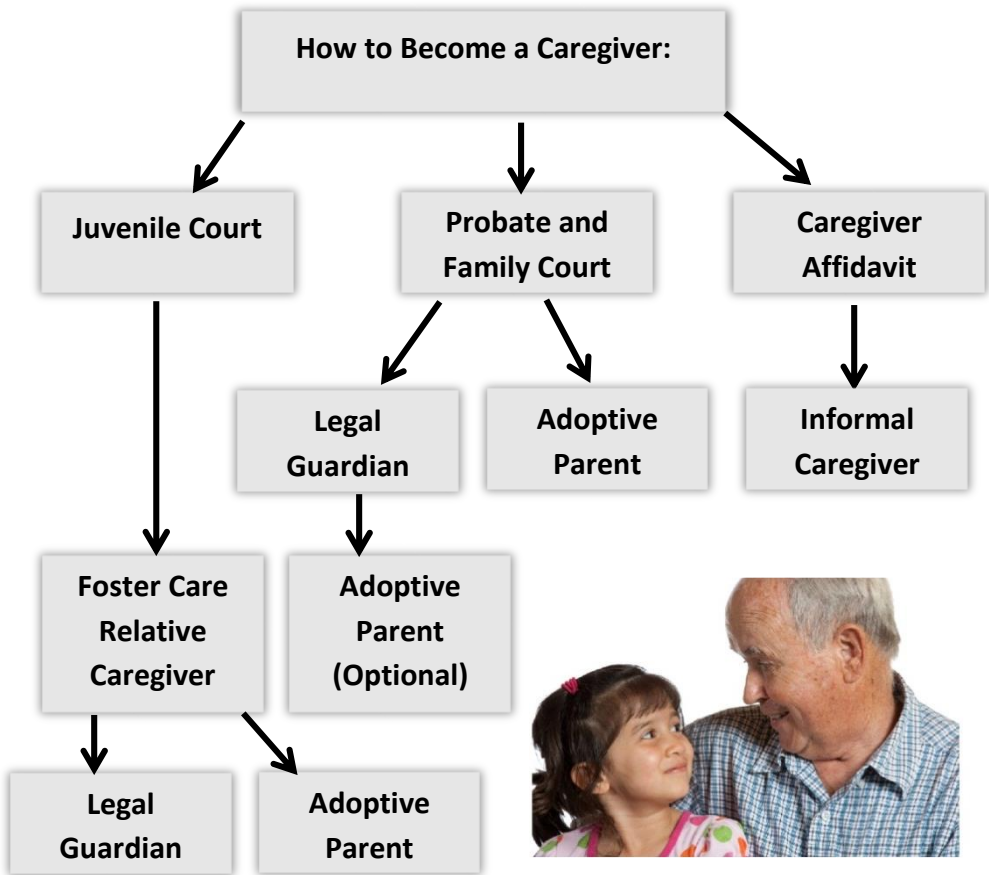 How to Become a Caregiver:
Juvenile Court
Probate and
Family Court
Caregiver
Affidavit
Legal
Guardian
Adoptive
Parent
Informal
Caregiver
Foster Care
Relative
Caregiver
Adoptive
Parent
(Optional)
Legal
Guardian
Adoptive
Parent